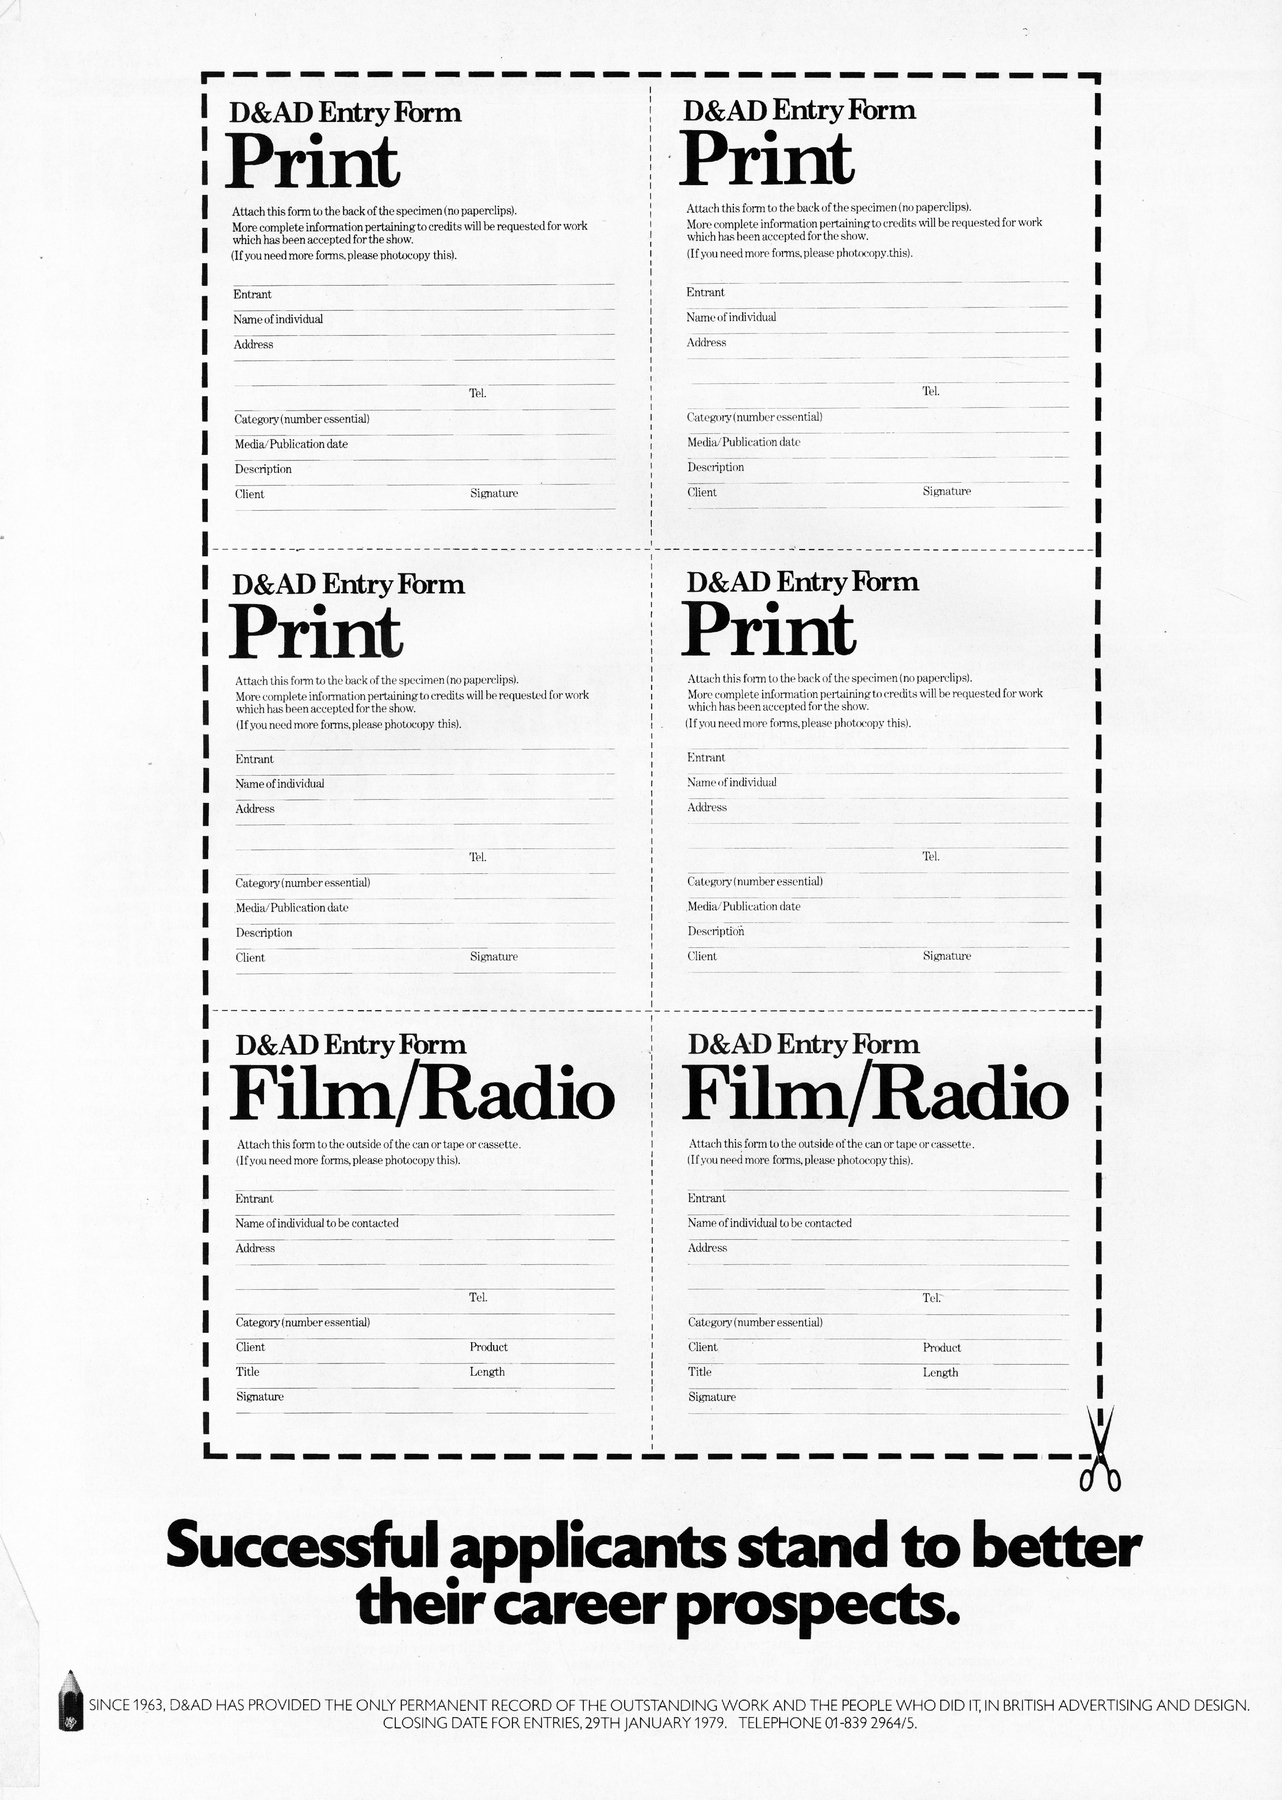 D&AD Entry Form
Print
Attach this form to the back of the specimen (no paperclips).
More complete information pertaining to credits will be requested for work
which has been accepted for the show.
(If you need more forms, please photocopy this).
Entrant
Name of individual
Address
Tel.
Category (number essential)
Media/Publication date
Description
Client Signature
D&AD Entry Form
Print
Attach this form to the back of the specimen (no paperclips).
More complete information pertaining to credits will be requested for work
which has been accepted for the show.
(If you need more forms, please photocopy this).
Entrant
Name of individual
Address
Tel.
Category (number essential)
Media/Publication date
Description
Client Signature
D&AD Entry Form
Print
Attach this form to the back of the specimen (no paperclips).
More complete information pertaining to credits will be requested for work
which has been accepted for the show.
(If you need more forms, please photocopy this).
Entrant
Name of individual
Address
Tel.
Category (number essential)
Media/Publication date
Description
Client Signature
D&AD Entry Form
Print
Attach this form to the back of the specimen (no paperclips).
More complete information pertaining to credits will be requested for work
which has been accepted for the show.
(If you need more forms, please photocopy this).
Entrant
Name of individual
Address
Tel.
Category (number essential)
Media/Publication date
Description
Client Signature
D&AD Entry Form
Film/Radio
Attach this form to the outside of the can or tape or cassette.
(If you need more forms, please photocopy this).
Entrant
Name of individual to be contacted
Address
Tel.
Category (number essential)
Client Product
Title Length
Signature
D&AD Entry Form
Film/Radio
Attach this form to the outside of the can or tape or cassette.
(If you need more forms, please photocopy this).
Entrant
Name of individual to be contacted
Address
Tel.
Category (number essential)
Client Product
Title Length
Signature
Successful applicants stand to better
their career prospects.
SINCE 1963, D&AD HAS PROVIDED THE ONLY PERMANENT RECORD OF THE OUTSTANDING WORK AND THE PEOPLE WHO DID IT, IN BRITISH ADVERTISING AND DESIGN.
CLOSING DATE FOR ENTRIES, 29TH JANUARY 1979. TELEPHONE 01-839 2964/5.